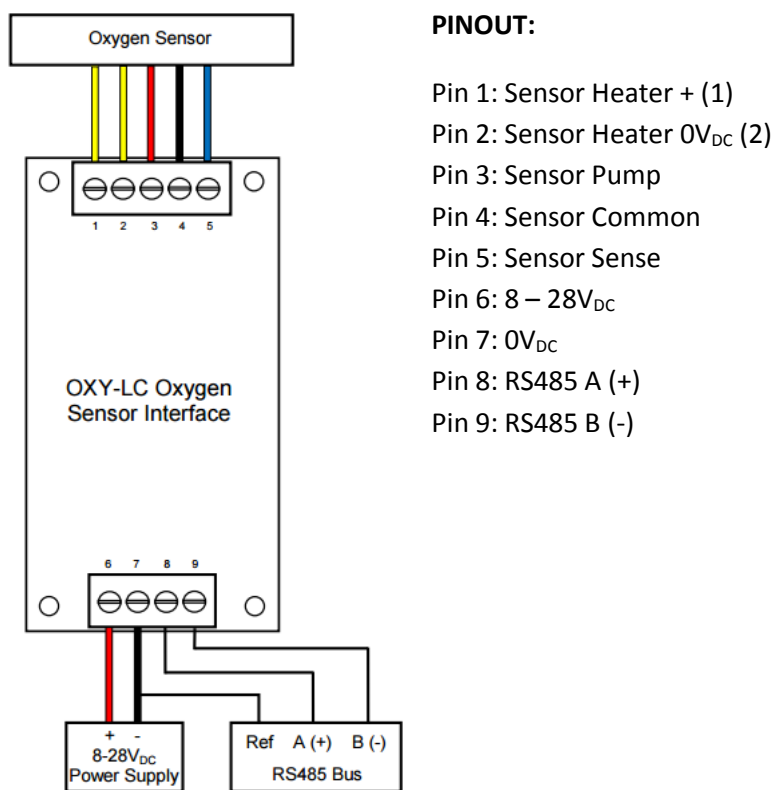 Oxygen Sensor
1 2 3 4 5
OXY-LC Oxygen
Sensor Interface
6 7 8 9
+ -
8-28VDC
Power Supply
Ref A (+) B (-)
RS485 Bus
PINOUT:
Pin 1: Sensor Heater + (1)
Pin 2: Sensor Heater 0VDC (2)
Pin 3: Sensor Pump
Pin 4: Sensor Common
Pin 5: Sensor Sense
Pin 6: 8 – 28VDC
Pin 7: 0VDC
Pin 8: RS485 A (+)
Pin 9: RS485 B (-)